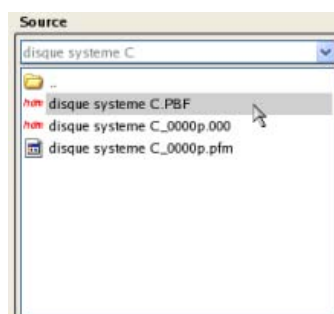 Source
disque systeme C
..
hdm disque systeme C.PBF
hdm disque systeme C_0000p.000
disque systeme C_0000p.pfm